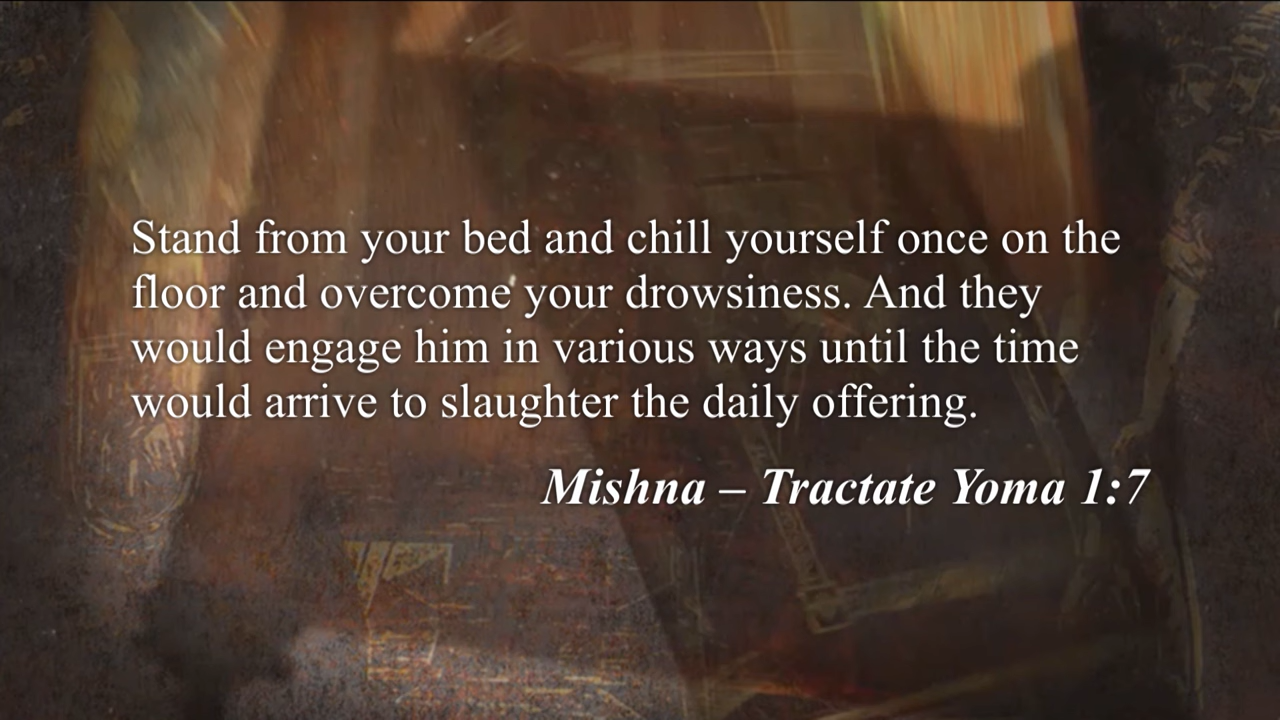 Stand from your bed and chill yourself once on the
floor and overcome your drowsiness. And they
would engage him in various ways until the time
would arrive to slaughter the daily offering.
Mishna – Tractate Yoma 1:7